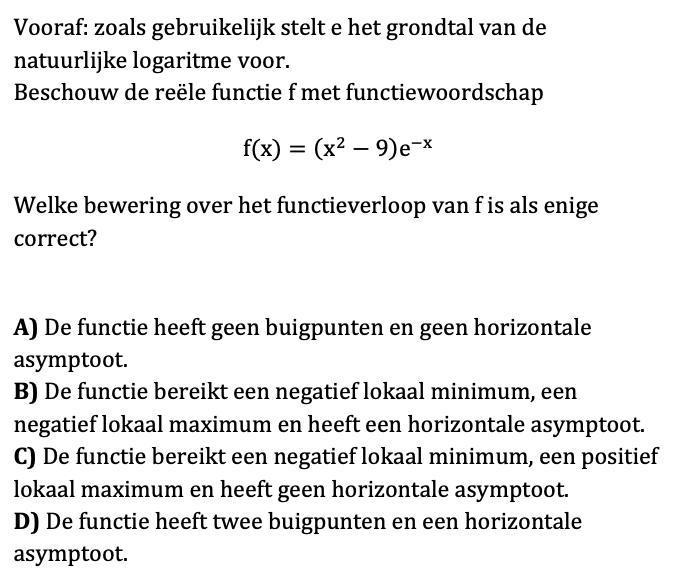 Vooraf: zoals gebruikelijk stelt e het grondtal van de
natuurlijke logaritme voor.
Beschouw de reële functie f met functiewoordschap
f(x) = (x² − 9)e⁻ˣ
Welke bewering over het functieverloop van f is als enige
correct?
A) De functie heeft geen buigpunten en geen horizontale
asymptoot.
B) De functie bereikt een negatief lokaal minimum, een
negatief lokaal maximum en heeft een horizontale asymptoot.
C) De functie bereikt een negatief lokaal minimum, een positief
lokaal maximum en heeft geen horizontale asymptoot.
D) De functie heeft twee buigpunten en een horizontale
asymptoot.